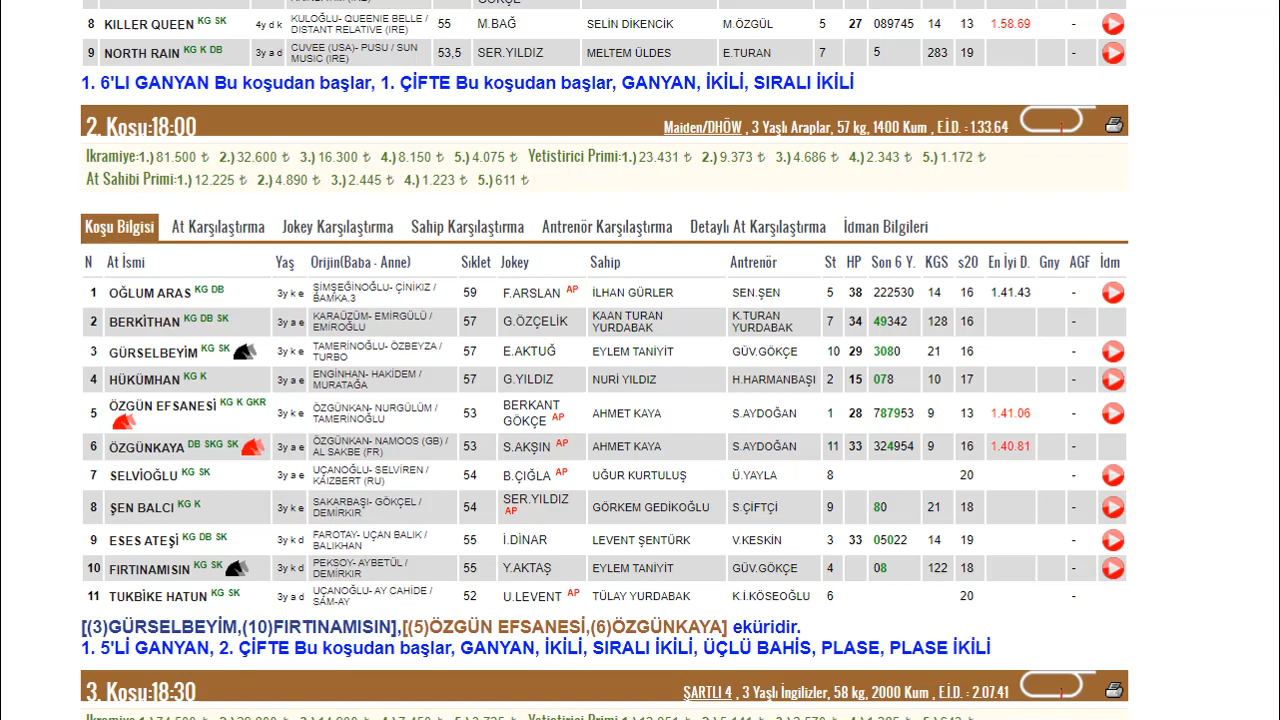 GÖKÇE
8 KILLER QUEEN KG SK 4y d k KULOĞLU- QUEENIE BELLE / DISTANT RELATIVE (IRE) 55 M.BAĞ SELİN DİKENCİK M.ÖZGÜL 5 27 089745 14 13 1.58.69 -
9 NORTH RAIN KG K DB 3y a d CUVEE (USA)- PUSU / SUN MUSIC (IRE) 53,5 SER.YILDIZ MELTEM ÜLDES E.TURAN 7 5 283 19 -
1. 6'LI GANYAN Bu koşudan başlar, 1. ÇİFTE Bu koşudan başlar, GANYAN, İKİLİ, SIRALI İKİLİ
2. Koşu:18:00 Maiden/DHÖW , 3 Yaşlı Araplar, 57 kg, 1400 Kum , E.İ.D. : 1.33.64
İkramiye:1.) 81.500 ₺ 2.) 32.600 ₺ 3.) 16.300 ₺ 4.) 8.150 ₺ 5.) 4.075 ₺ Yetistirici Primi:1.) 23.431 ₺ 2.) 9.373 ₺ 3.) 4.686 ₺ 4.) 2.343 ₺ 5.) 1.172 ₺
At Sahibi Primi:1.) 12.225 ₺ 2.) 4.890 ₺ 3.) 2.445 ₺ 4.) 1.223 ₺ 5.) 611 ₺
Koşu Bilgisi At Karşılaştırma Jokey Karşılaştırma Sahip Karşılaştırma Antrenör Karşılaştırma Detaylı At Karşılaştırma İdman Bilgileri
N At İsmi Yaş Orijin(Baba - Anne) Sıklet Jokey Sahip Antrenör St HP Son 6 Y. KGS s20 En İyi D. Gny AGF İdm
1 OĞLUM ARAS KG DB 3y k e ŞİMŞEĞİNOĞLU- ÇİNİKIZ / BAMKA.3 59 F.ARSLAN AP İLHAN GÜRLER SEN.ŞEN 5 38 222530 14 16 1.41.43 -
2 BERKİTHAN KG DB SK 3y a e KARAÜZÜM- EMİRGÜLÜ / EMİROĞLU 57 G.ÖZÇELİK KAAN TURAN YURDABAK K.TURAN YURDABAK 7 34 49342 128 16 -
3 GÜRSELBEYİM KG SK 3y k e TAMERİNOĞLU- ÖZBEYZA / TURBO 57 E.AKTUĞ EYLEM TANİYİT GÜV.GÖKÇE 10 29 3080 21 16 -
4 HÜKÜMHAN KG K 3y a e ENGİNHAN- HAKİDEM / MURATAĞA 57 G.YILDIZ NURİ YILDIZ H.HARMANBAŞI 2 15 078 10 17 -
5 ÖZGÜN EFSANESİ KG K GKR 3y k e ÖZGÜNKAN- NURGÜLÜM / TAMERİNOĞLU 53 BERKANT GÖKÇE AP AHMET KAYA S.AYDOĞAN 1 28 787953 9 13 1.41.06 -
6 ÖZGÜNKAYA DB SKG SK 3y a e ÖZGÜNKAN- NAMOOS (GB) / AL SAKBE (FR) 53 S.AKŞIN AP AHMET KAYA S.AYDOĞAN 11 33 324954 9 16 1.40.81 -
7 SELVİOĞLU KG SK 3y a e UÇANOĞLU- SELVİREN / KAIZBERT (RU) 54 B.ÇIĞLA AP UĞUR KURTULUŞ Ü.YAYLA 8 20 -
8 ŞEN BALCI KG K 3y k e SAKARBAŞI- GÖKÇEL / DEMİRKIR 54 SER.YILDIZ AP GÖRKEM GEDİKOĞLU S.ÇİFTÇİ 9 80 21 18 -
9 ESES ATEŞİ KG DB SK 3y k d FAROTAY- UÇAN BALIK / BALIKHAN 55 İ.DİNAR LEVENT ŞENTÜRK V.KESKİN 3 33 05022 14 19 -
10 FIRTINAMISIN KG SK 3y k d PEKSOY- AYBETÜL / DEMİRKIR 55 Y.AKTAŞ EYLEM TANİYİT GÜV.GÖKÇE 4 08 122 18 -
11 TUKBİKE HATUN KG SK 3y a d UÇANOĞLU- AY CAHİDE / SAM-AY 52 U.LEVENT AP TÜLAY YURDABAK K.İ.KÖSEOĞLU 6 20 -
[(3)GÜRSELBEYİM,(10)FIRTINAMISIN],[(5)ÖZGÜN EFSANESİ,(6)ÖZGÜNKAYA] eküridir.
1. 5'Lİ GANYAN, 2. ÇİFTE Bu koşudan başlar, GANYAN, İKİLİ, SIRALI İKİLİ, ÜÇLÜ BAHİS, PLASE, PLASE İKİLİ
3. Koşu:18:30 ŞARTLI 4 , 3 Yaşlı İngilizler, 58 kg, 2000 Kum , E.İ.D. : 2.07.41